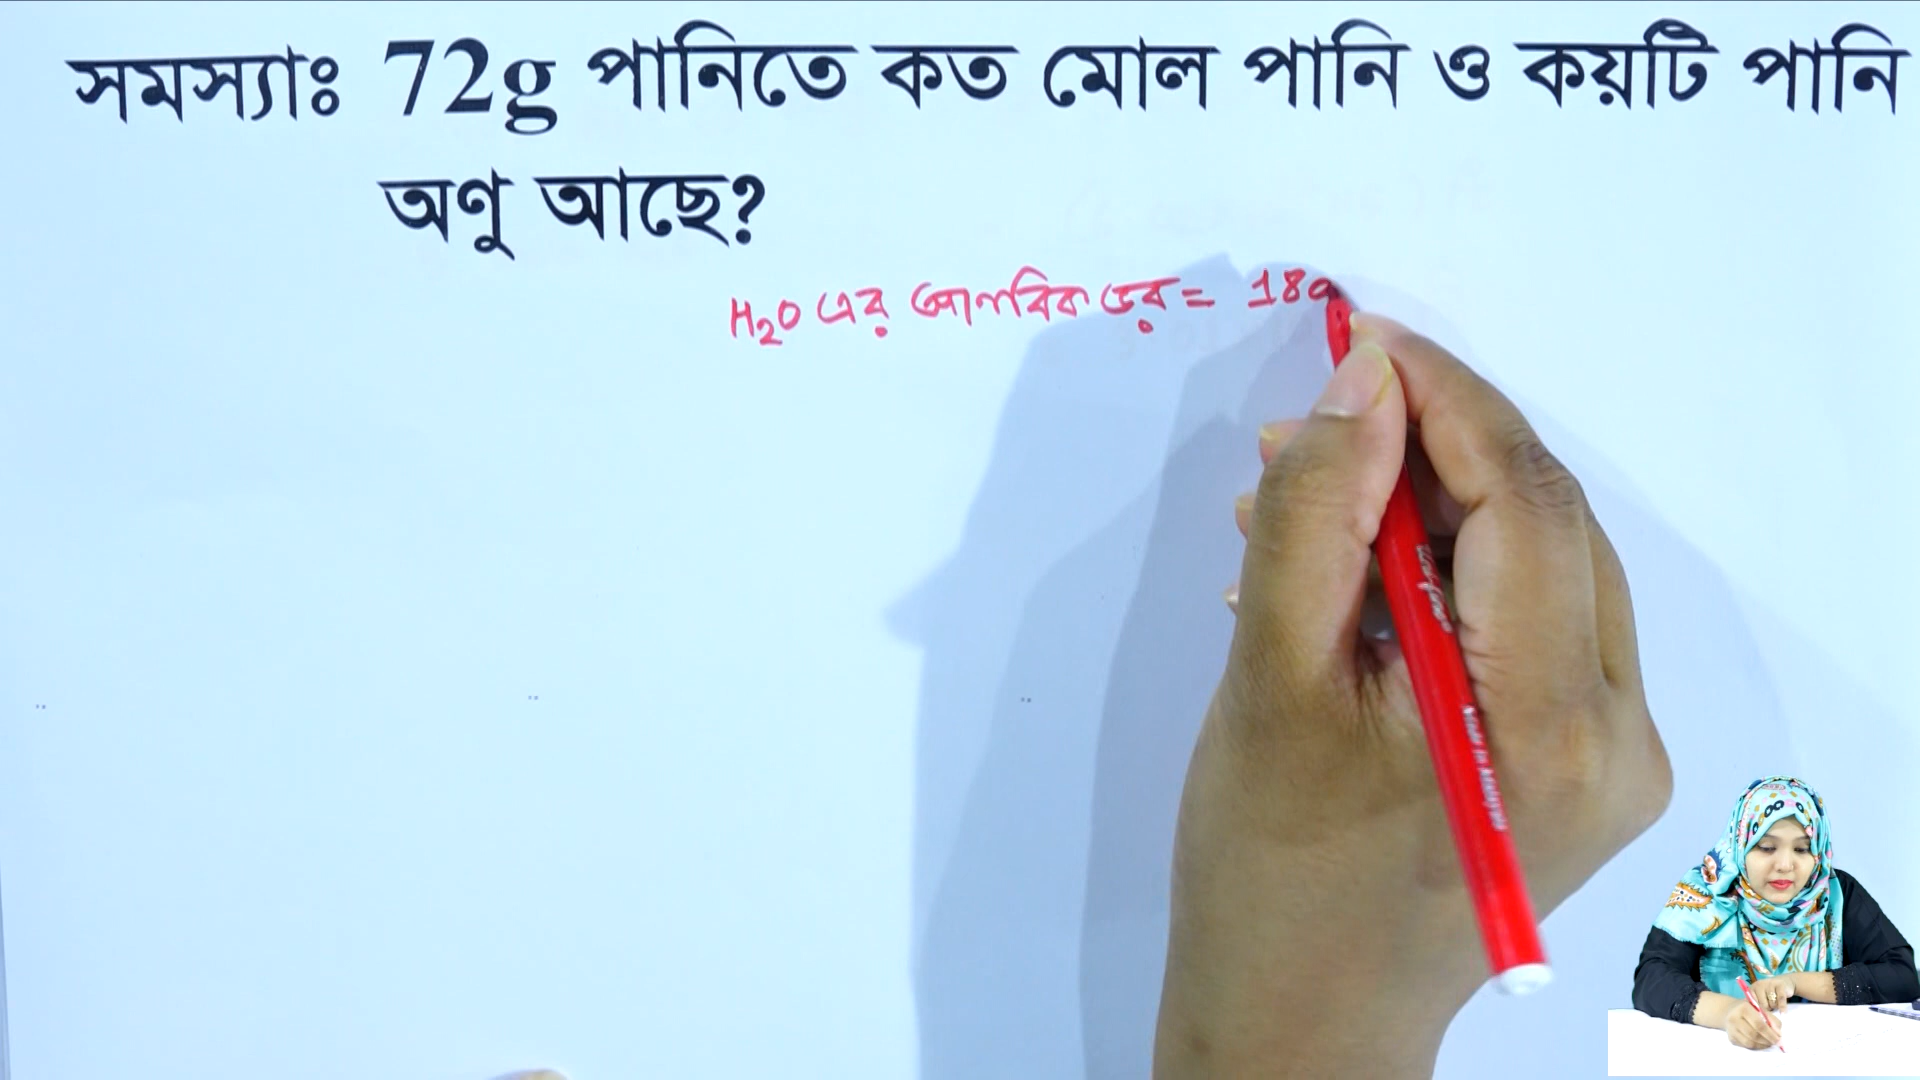 সমস্যাঃ 72g পানিতে কত মোল পানি ও কয়টি পানি
অণু আছে?
H₂O এর আণবিক ভর = 18g